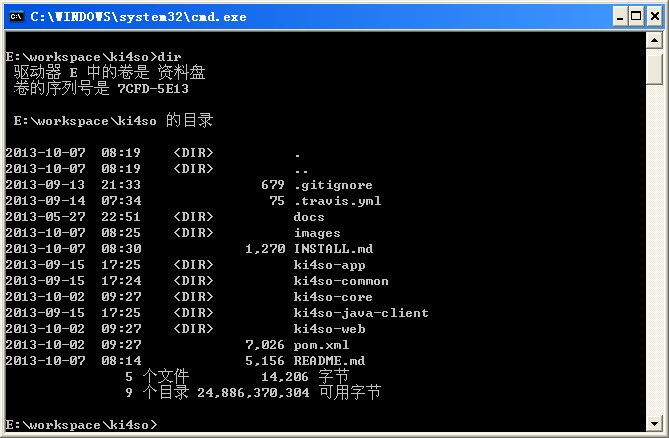 C:\WINDOWS\system32\cmd.exe
E:\workspace\ki4so>dir
驱动器 E 中的卷是 资料盘
卷的序列号是 7CFD-5E13
E:\workspace\ki4so 的目录
2013-10-07  08:19    <DIR>          .
2013-10-07  08:19    <DIR>          ..
2013-09-13  21:33               679 .gitignore
2013-09-14  07:34                75 .travis.yml
2013-05-27  22:51    <DIR>          docs
2013-10-07  08:25    <DIR>          images
2013-10-07  08:30             1,270 INSTALL.md
2013-09-15  17:25    <DIR>          ki4so-app
2013-09-15  17:24    <DIR>          ki4so-common
2013-10-02  09:27    <DIR>          ki4so-core
2013-09-15  17:25    <DIR>          ki4so-java-client
2013-10-02  09:27    <DIR>          ki4so-web
2013-10-02  09:27             7,026 pom.xml
2013-10-07  08:14             5,156 README.md
5 个文件         14,206 字节
9 个目录 24,886,370,304 可用字节
E:\workspace\ki4so>